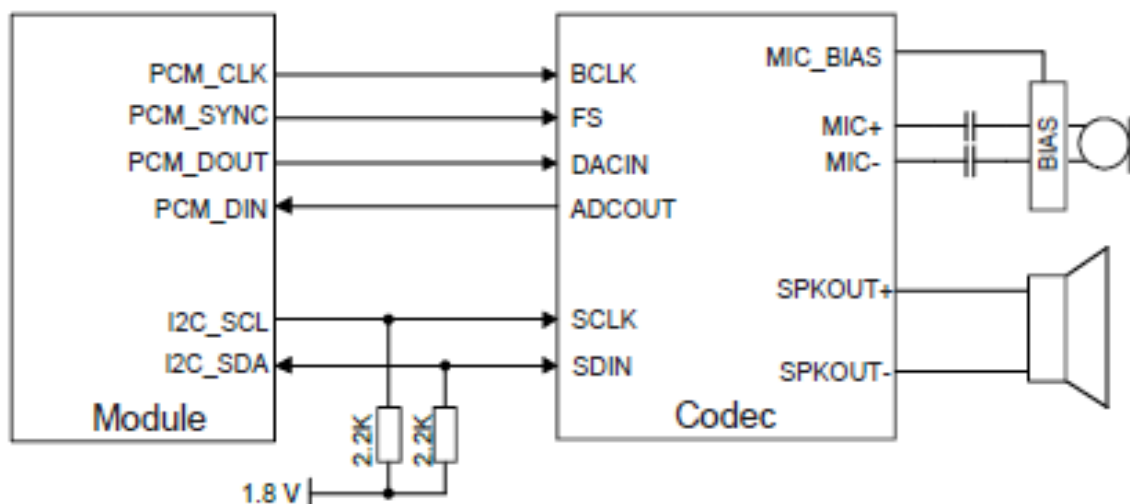 PCM_CLK BCLK MIC_BIAS
PCM_SYNC FS MIC+
PCM_DOUT DACIN MIC-
PCM_DIN ADCOUT
BIAS
I2C_SCL SCLK SPKOUT+
I2C_SDA SDIN SPKOUT-
Module Codec
2.2K 2.2K
1.8 V